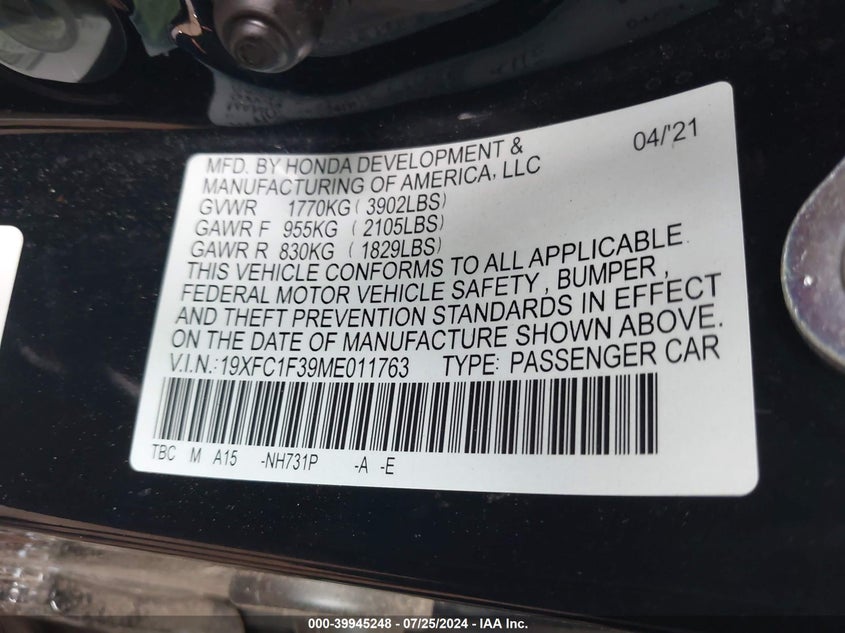 04/'21
MFD. BY HONDA DEVELOPMENT &
MANUFACTURING OF AMERICA, LLC
GVWR 1770KG ( 3902LBS)
GAWR F 955KG ( 2105LBS)
GAWR R 830KG ( 1829LBS)
THIS VEHICLE CONFORMS TO ALL APPLICABLE
FEDERAL MOTOR VEHICLE SAFETY , BUMPER ,
AND THEFT PREVENTION STANDARDS IN EFFECT
ON THE DATE OF MANUFACTURE SHOWN ABOVE.
V.I.N.: 19XFC1F39ME011763 TYPE: PASSENGER CAR
TBC M A15 -NH731P -A -E
000-39945248 - 07/25/2024 - IAA Inc.